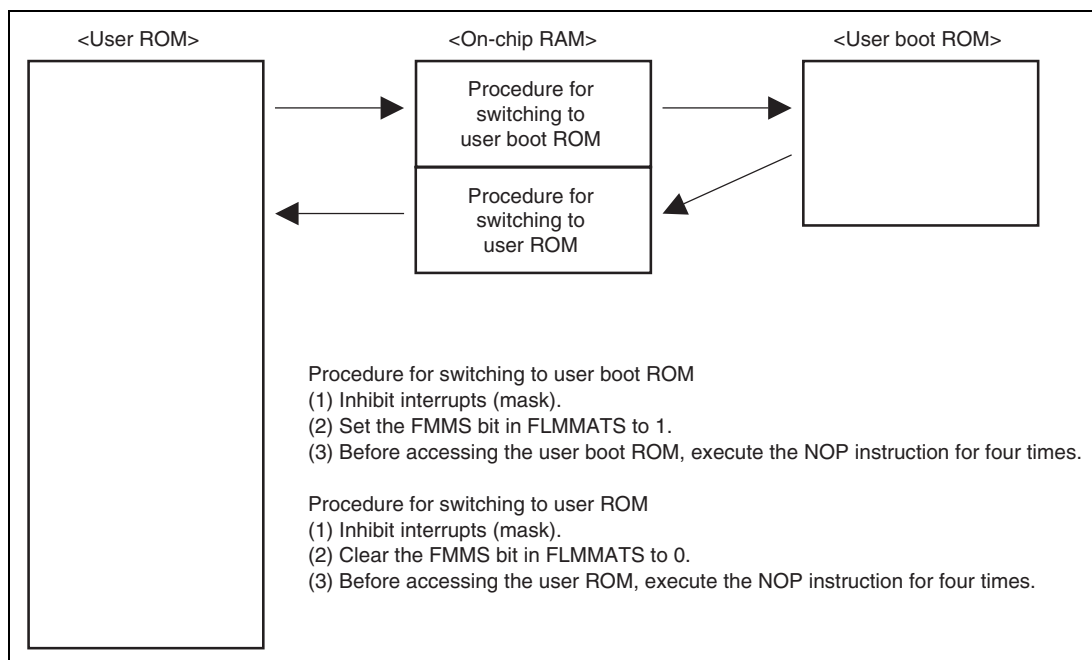 <User ROM>
<On-chip RAM>
<User boot ROM>
Procedure for
switching to
user boot ROM
Procedure for
switching to
user ROM
Procedure for switching to user boot ROM
(1) Inhibit interrupts (mask).
(2) Set the FMMS bit in FLMMATS to 1.
(3) Before accessing the user boot ROM, execute the NOP instruction for four times.
Procedure for switching to user ROM
(1) Inhibit interrupts (mask).
(2) Clear the FMMS bit in FLMMATS to 0.
(3) Before accessing the user ROM, execute the NOP instruction for four times.